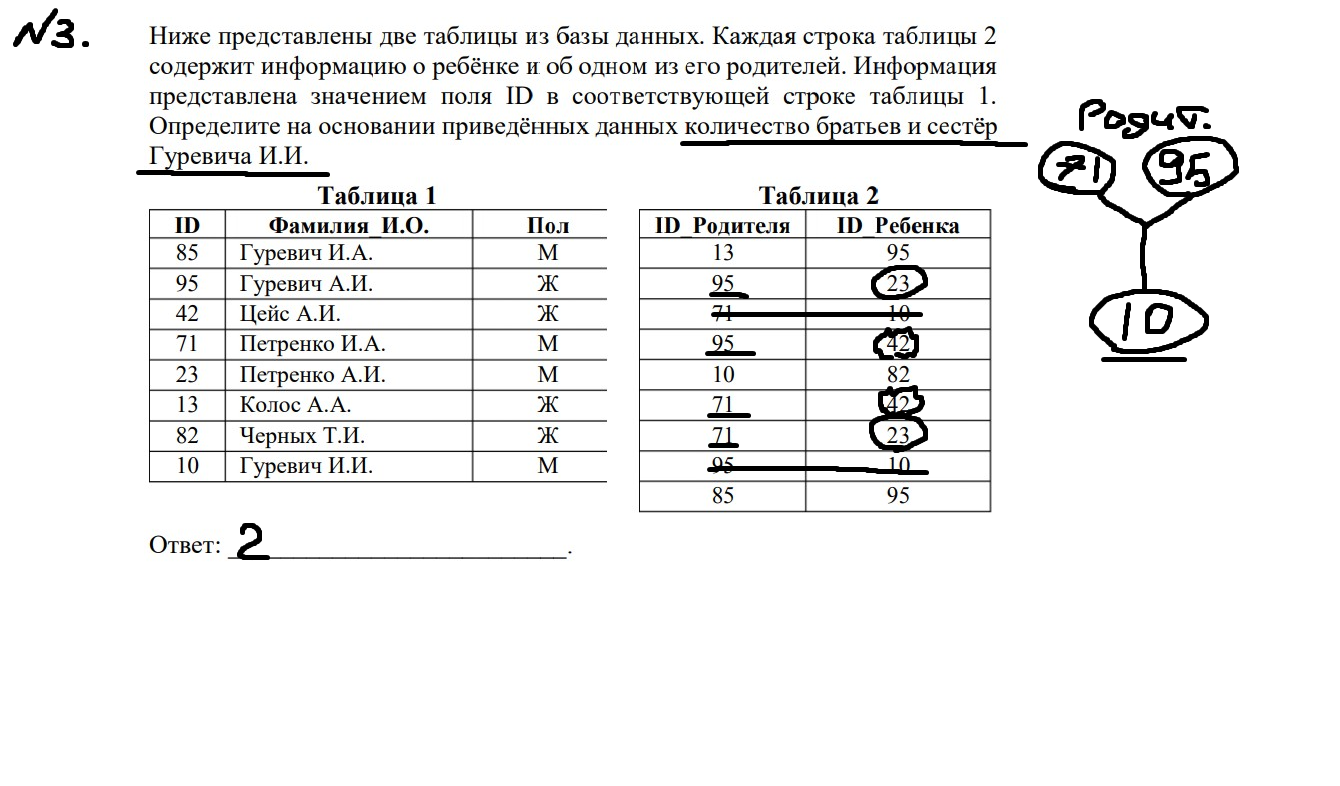 №3.
Ниже представлены две таблицы из базы данных. Каждая строка таблицы 2
содержит информацию о ребёнке и об одном из его родителей. Информация
представлена значением поля ID в соответствующей строке таблицы 1.
Определите на основании приведённых данных количество братьев и сестёр
Гуревича И.И.
Таблица 1
ID Фамилия_И.О. Пол
85 Гуревич И.А. М
95 Гуревич А.И. Ж
42 Цейс А.И. Ж
71 Петренко И.А. М
23 Петренко А.И. М
13 Колос А.А. Ж
82 Черных Т.И. Ж
10 Гуревич И.И. М
Таблица 2
ID_Родителя ID_Ребенка
13 95
95 23
71 10
95 42
10 82
71 42
71 23
95 10
85 95
Родит.
71 95
10
Ответ: 2.